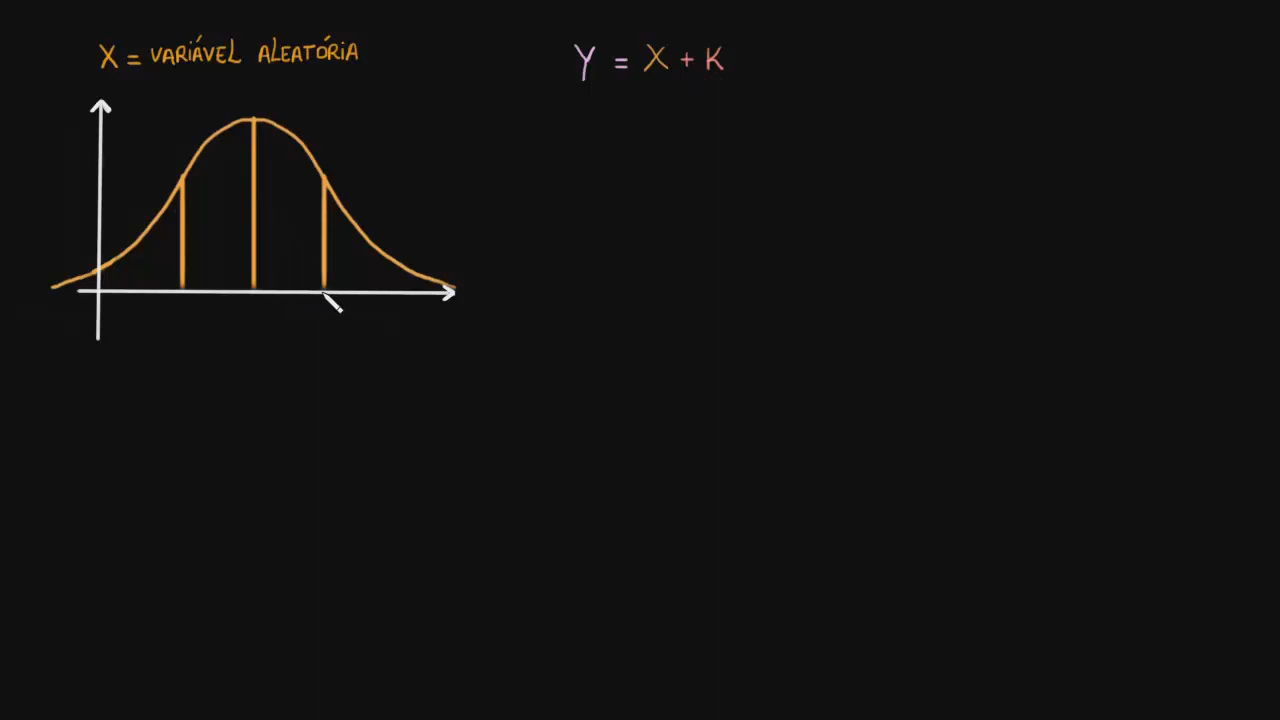 X = VARIÁVEL ALEATÓRIA
Y = X + K